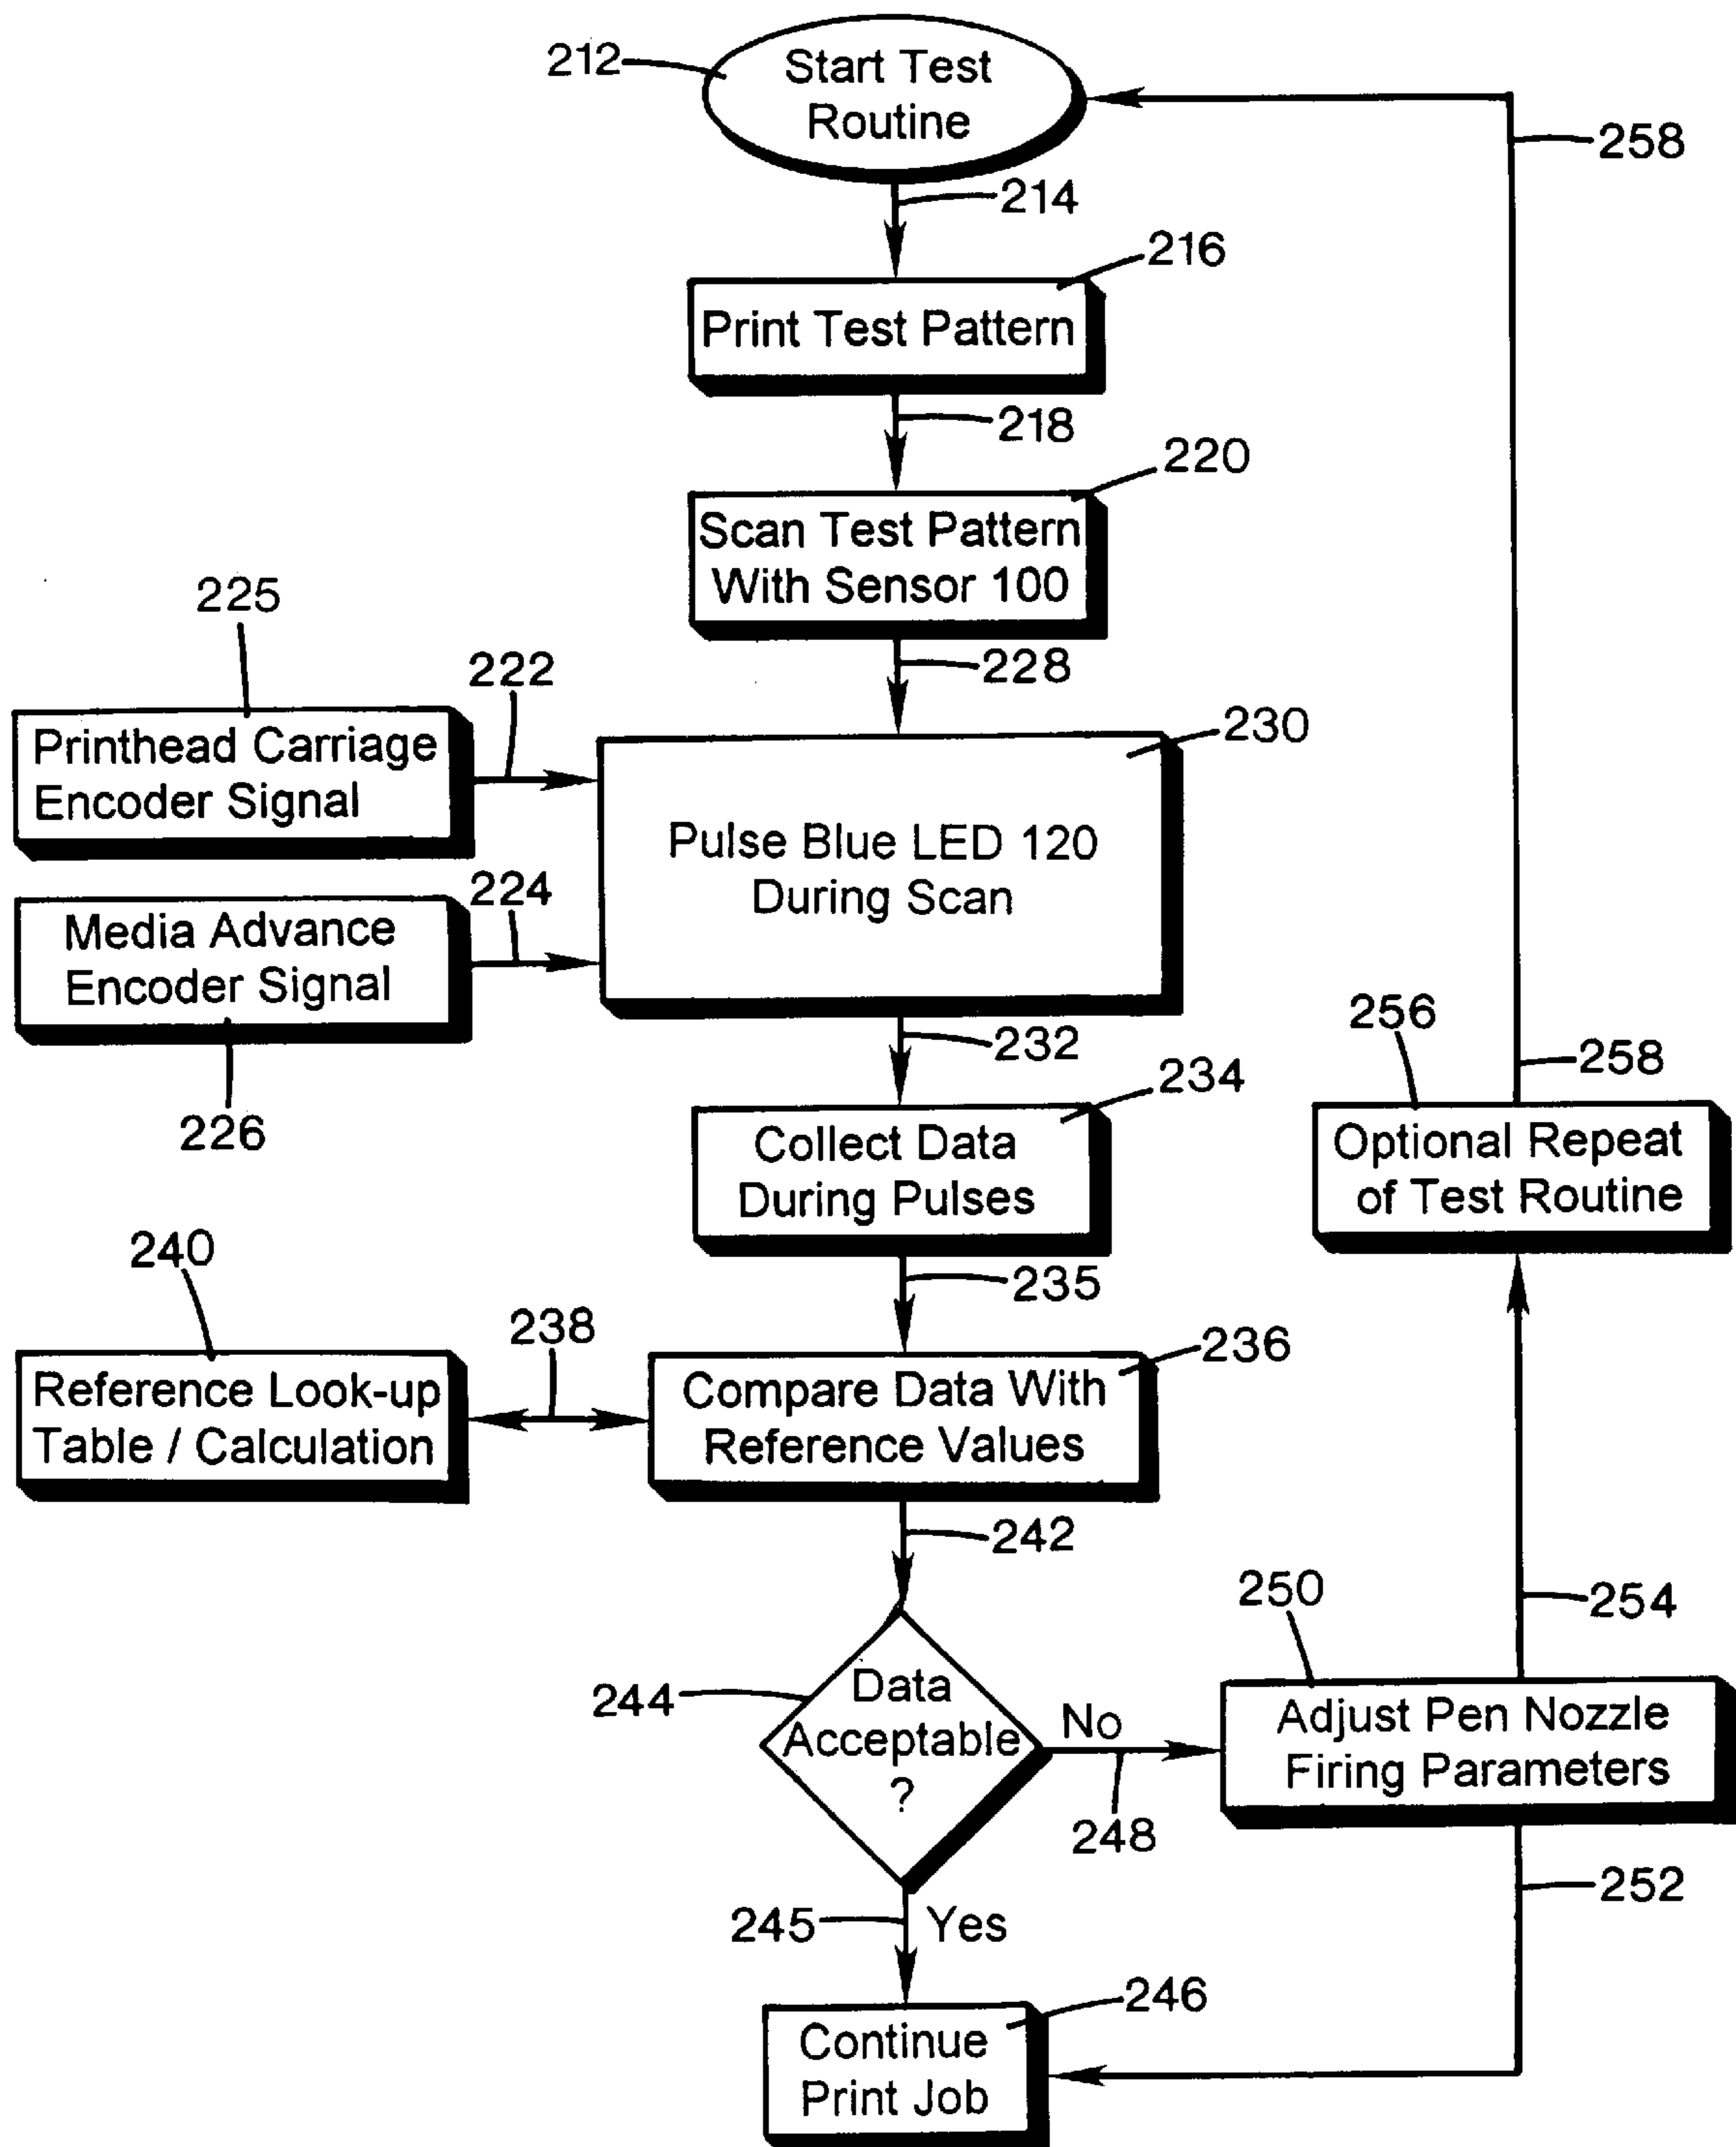 212
Start Test
Routine
258
214
216
Print Test Pattern
218
220
Scan Test Pattern
With Sensor 100
228
225
222
Printhead Carriage
Encoder Signal
230
Pulse Blue LED 120
During Scan
224
Media Advance
Encoder Signal
226
232
234
Collect Data
During Pulses
256
258
Optional Repeat
of Test Routine
235
240
238
236
Reference Look-up
Table / Calculation
Compare Data With
Reference Values
242
244
Data
Acceptable
?
No
248
250
254
Adjust Pen Nozzle
Firing Parameters
252
245
Yes
246
Continue
Print Job